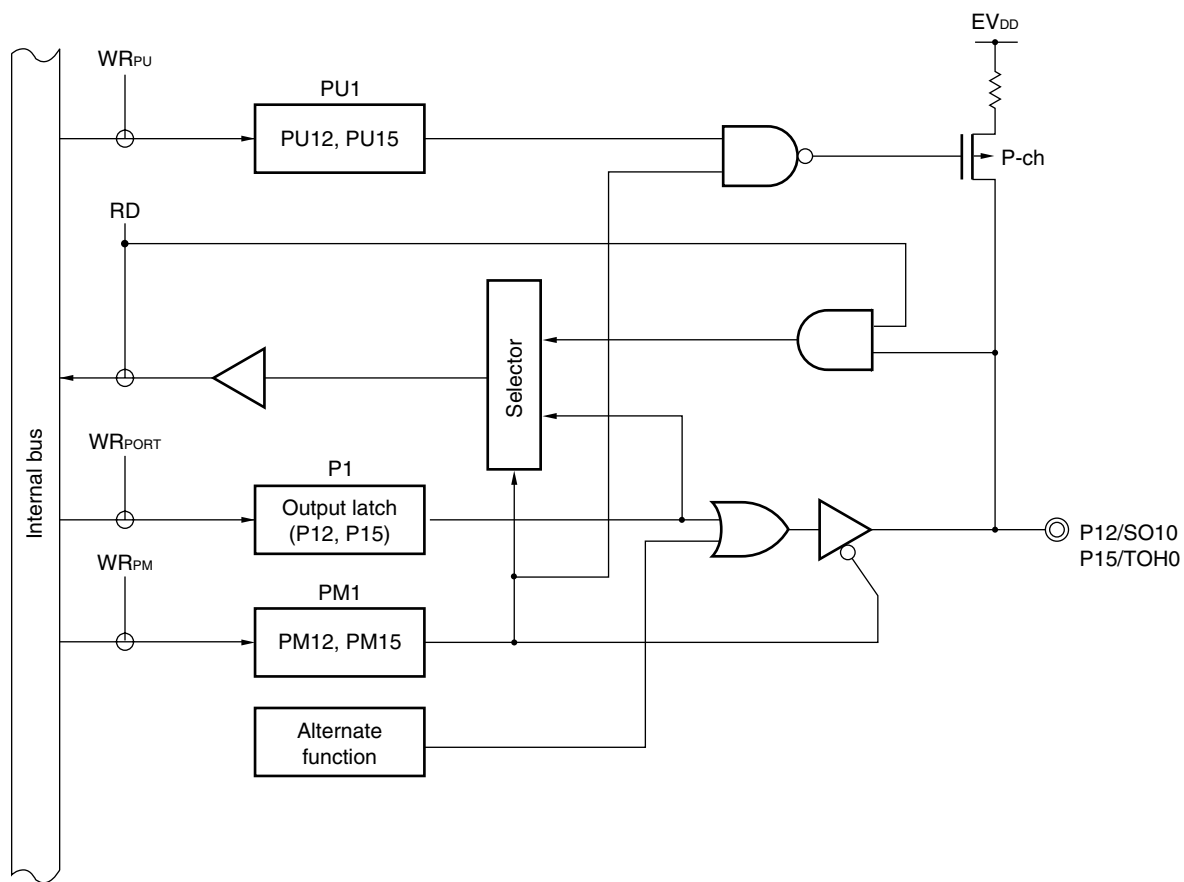 EVDD
WRPU
PU1
PU12, PU15
P-ch
RD
Selector
WRPORT
P1
Output latch
(P12, P15)
Internal bus
P12/SO10
P15/TOH0
WRPM
PM1
PM12, PM15
Alternate
function